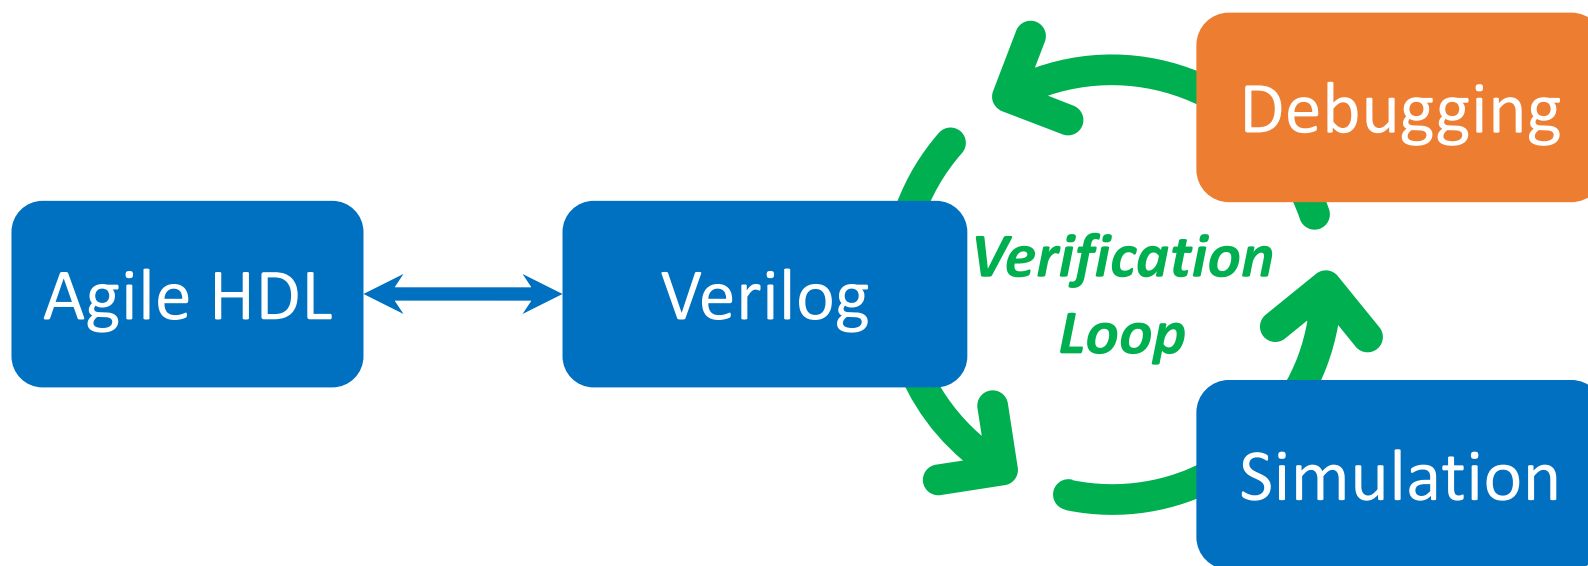 Debugging
Agile HDL
Verilog
Verification
Loop
Simulation